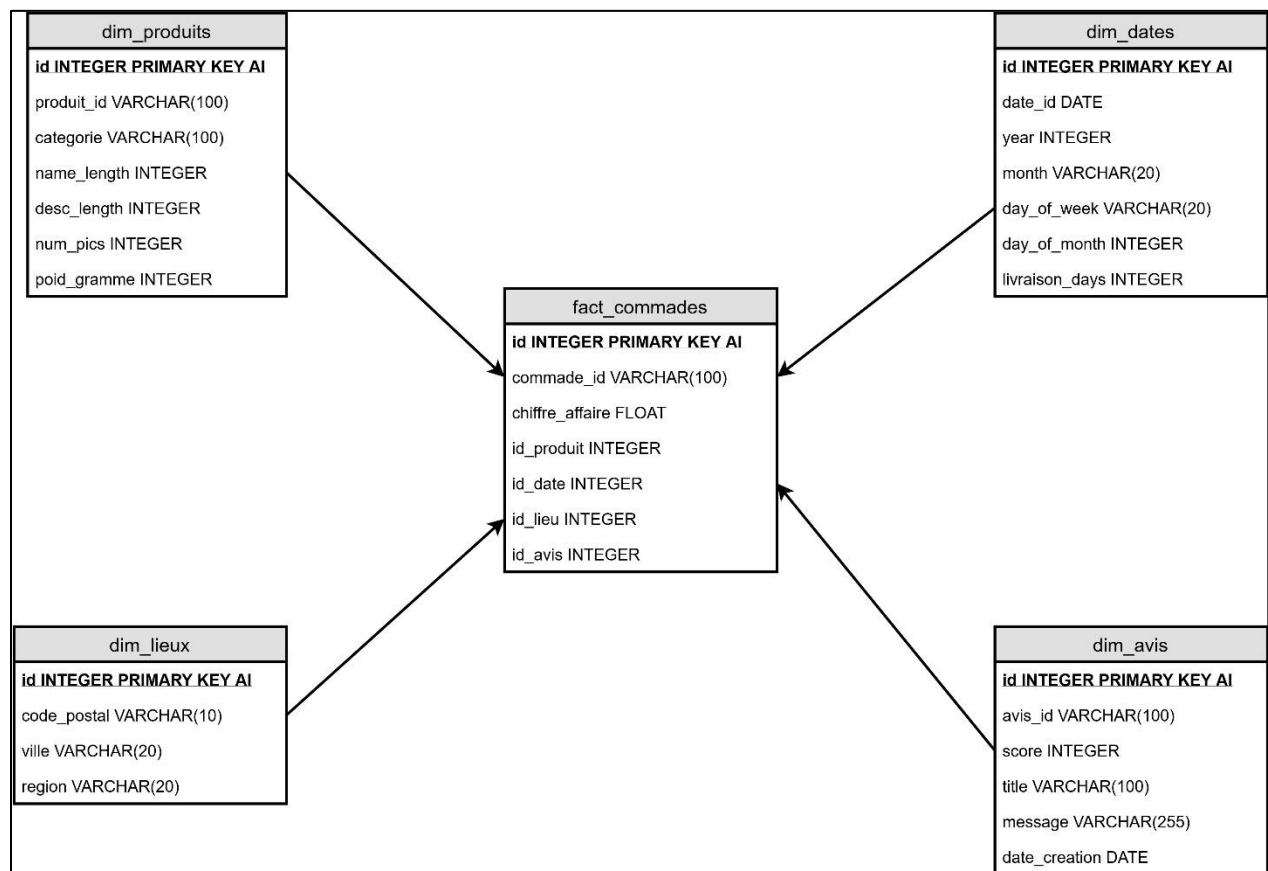 dim_produits
id INTEGER PRIMARY KEY AI
produit_id VARCHAR(100)
categorie VARCHAR(100)
name_length INTEGER
desc_length INTEGER
num_pics INTEGER
poid_gramme INTEGER
dim_dates
id INTEGER PRIMARY KEY AI
date_id DATE
year INTEGER
month VARCHAR(20)
day_of_week VARCHAR(20)
day_of_month INTEGER
livraison_days INTEGER
fact_commades
id INTEGER PRIMARY KEY AI
commade_id VARCHAR(100)
chiffre_affaire FLOAT
id_produit INTEGER
id_date INTEGER
id_lieu INTEGER
id_avis INTEGER
dim_lieux
id INTEGER PRIMARY KEY AI
code_postal VARCHAR(10)
ville VARCHAR(20)
region VARCHAR(20)
dim_avis
id INTEGER PRIMARY KEY AI
avis_id VARCHAR(100)
score INTEGER
title VARCHAR(100)
message VARCHAR(255)
date_creation DATE